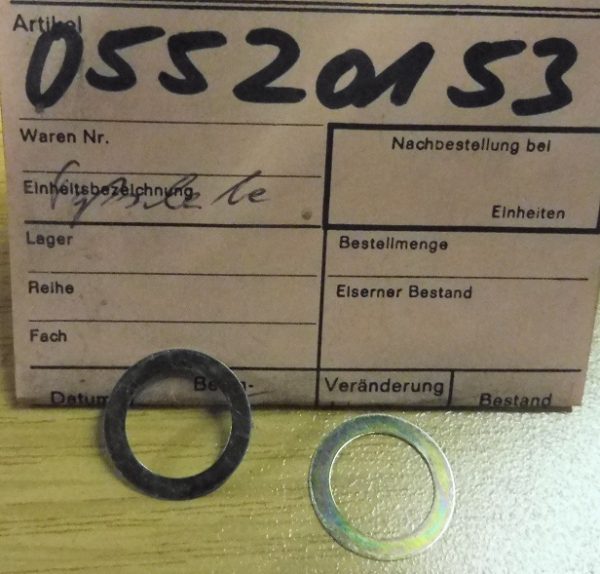 Artikel
05520153
Waren Nr.
Nachbestellung bei
Einheitsbezeichnung
Einheiten
Lager
Bestellmenge
Reihe
Eiserner Bestand
Fach
Datum
Veränderung
Bestand